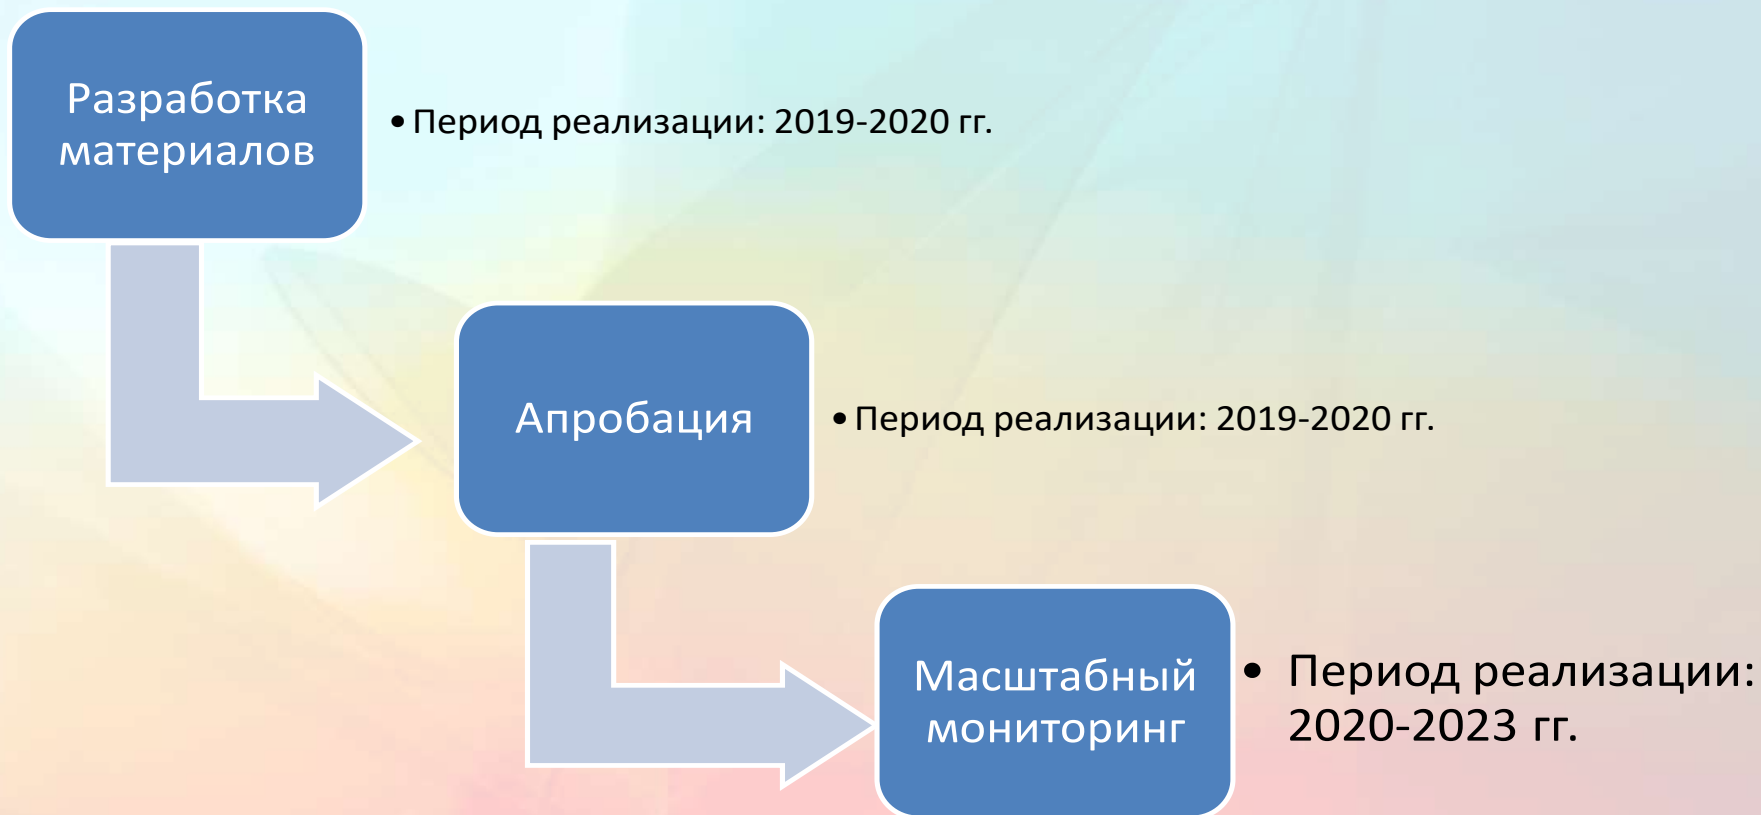 Разработка
материалов
• Период реализации: 2019-2020 гг.
Апробация
• Период реализации: 2019-2020 гг.
Масштабный
мониторинг
• Период реализации:
2020-2023 гг.